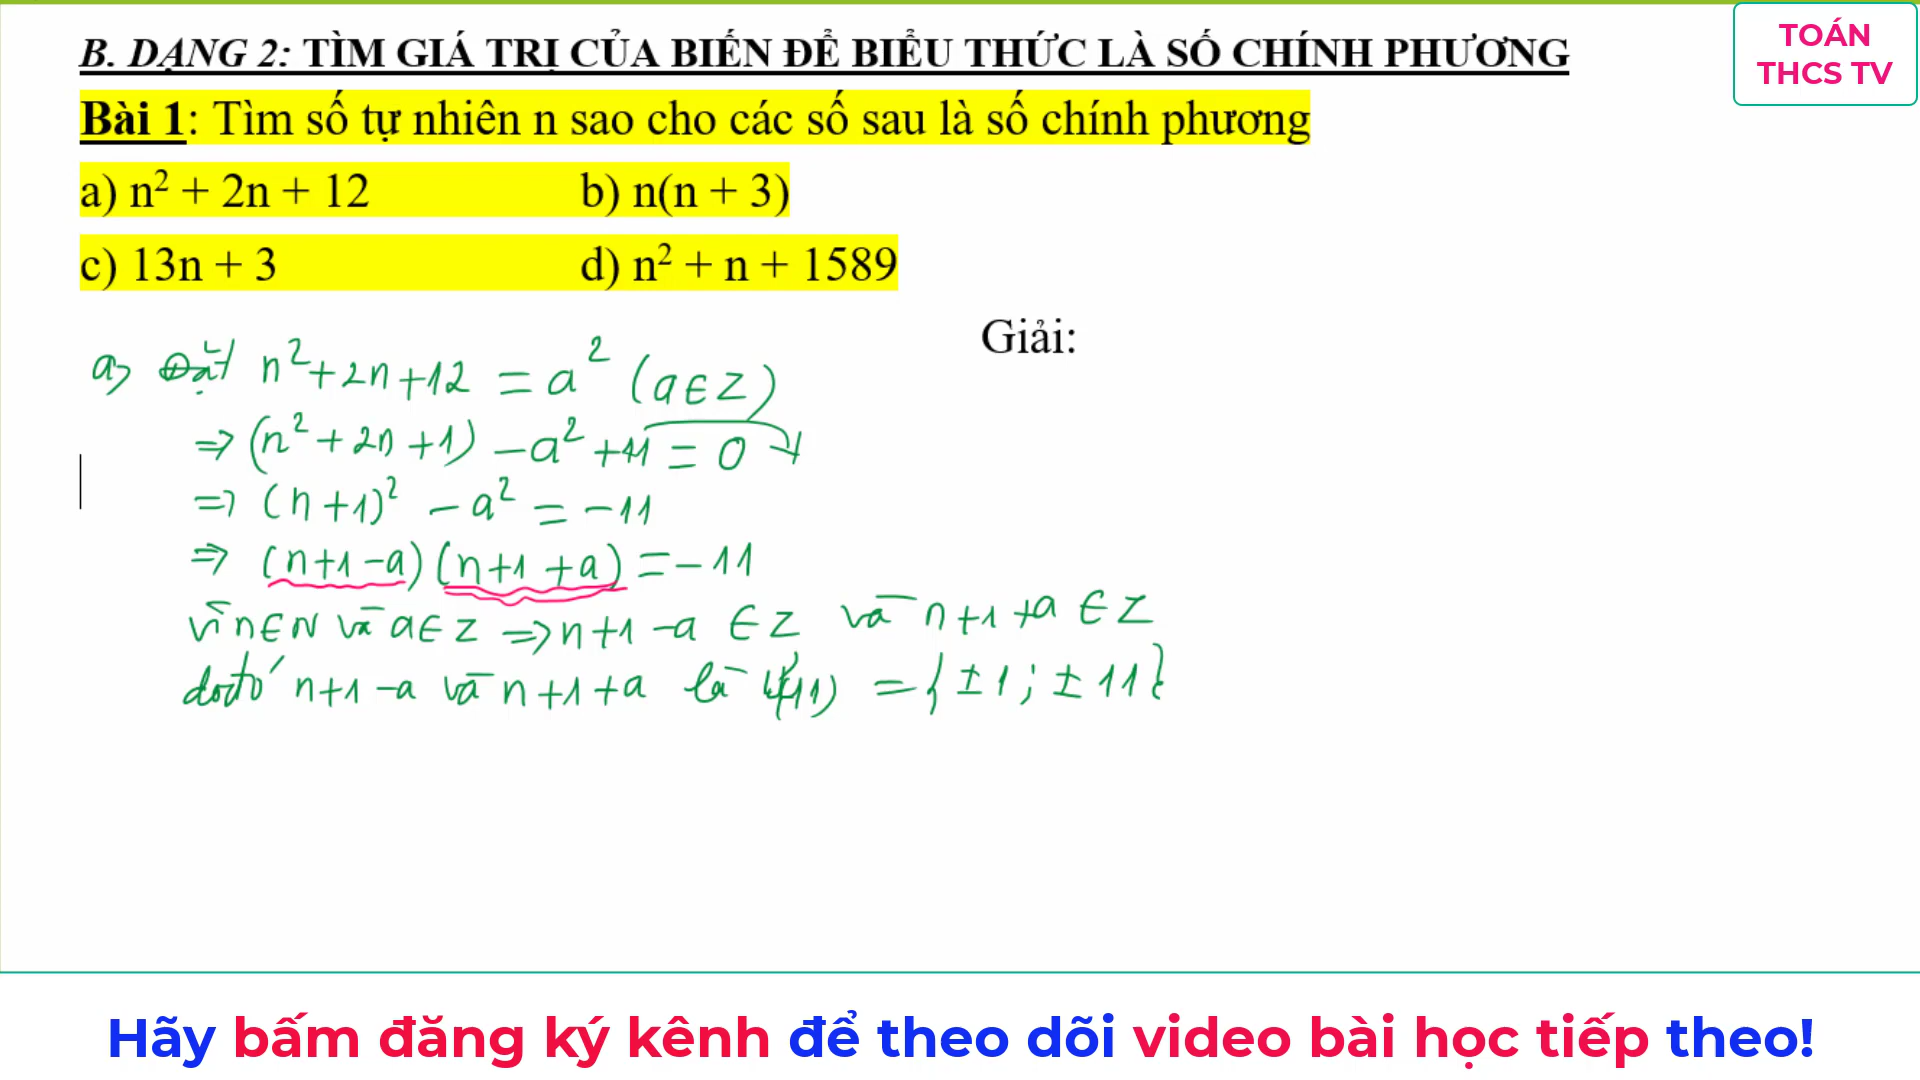 B. DẠNG 2: TÌM GIÁ TRỊ CỦA BIẾN ĐỂ BIỂU THỨC LÀ SỐ CHÍNH PHƯƠNG
TOÁN
THCS TV
Bài 1: Tìm số tự nhiên n sao cho các số sau là số chính phương
a) n² + 2n + 12 b) n(n + 3)
c) 13n + 3 d) n² + n + 1589
Giải:
a) Đặt n² + 2n + 12 = a² (a ∈ Z)
⇒ (n² + 2n + 1) − a² + 11 = 0
⇒ (n + 1)² − a² = −11
⇒ (n+1 −a) (n+1 +a) = −11
Vì n ∈ N và a ∈ Z ⇒ n+1 −a ∈ Z và n+1 +a ∈ Z
do đó n+1 −a và n+1+a là Ư(11) = {±1; ±11}
Hãy bấm đăng ký kênh để theo dõi video bài học tiếp theo!